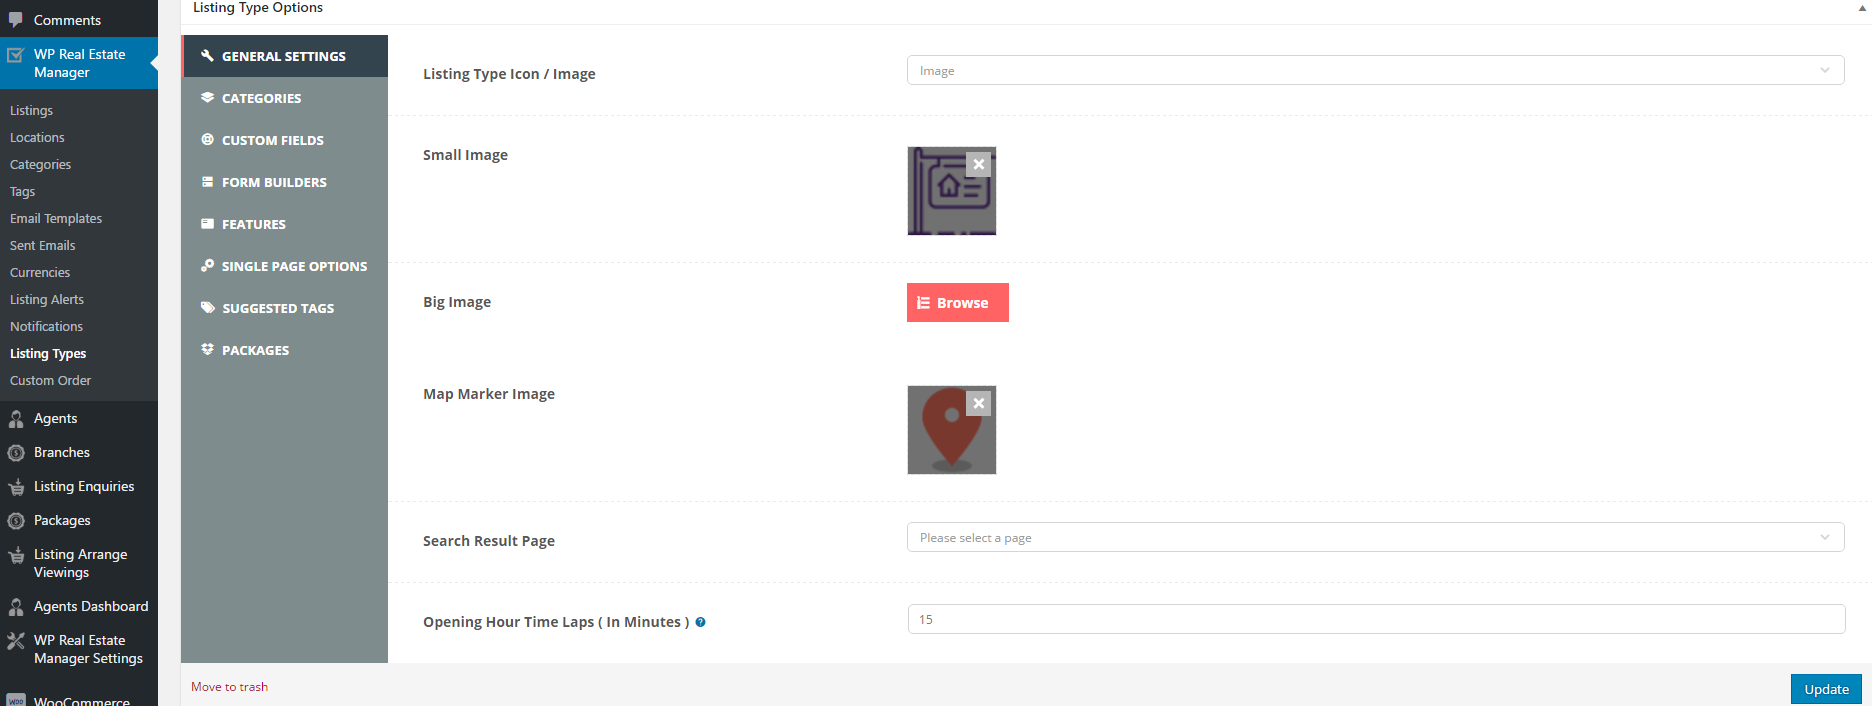 Comments
WP Real Estate
Manager
Listings
Locations
Categories
Tags
Email Templates
Sent Emails
Currencies
Listing Alerts
Notifications
Listing Types
Custom Order
Agents
Branches
Listing Enquiries
Packages
Listing Arrange
Viewings
Agents Dashboard
WP Real Estate
Manager Settings
WOO WooCommerce
Listing Type Options
GENERAL SETTINGS
CATEGORIES
CUSTOM FIELDS
FORM BUILDERS
FEATURES
SINGLE PAGE OPTIONS
SUGGESTED TAGS
PACKAGES
Listing Type Icon / Image
Image
Small Image
Big Image
Browse
Map Marker Image
Search Result Page
Please select a page
Opening Hour Time Laps ( In Minutes ) ?
15
Move to trash
Update